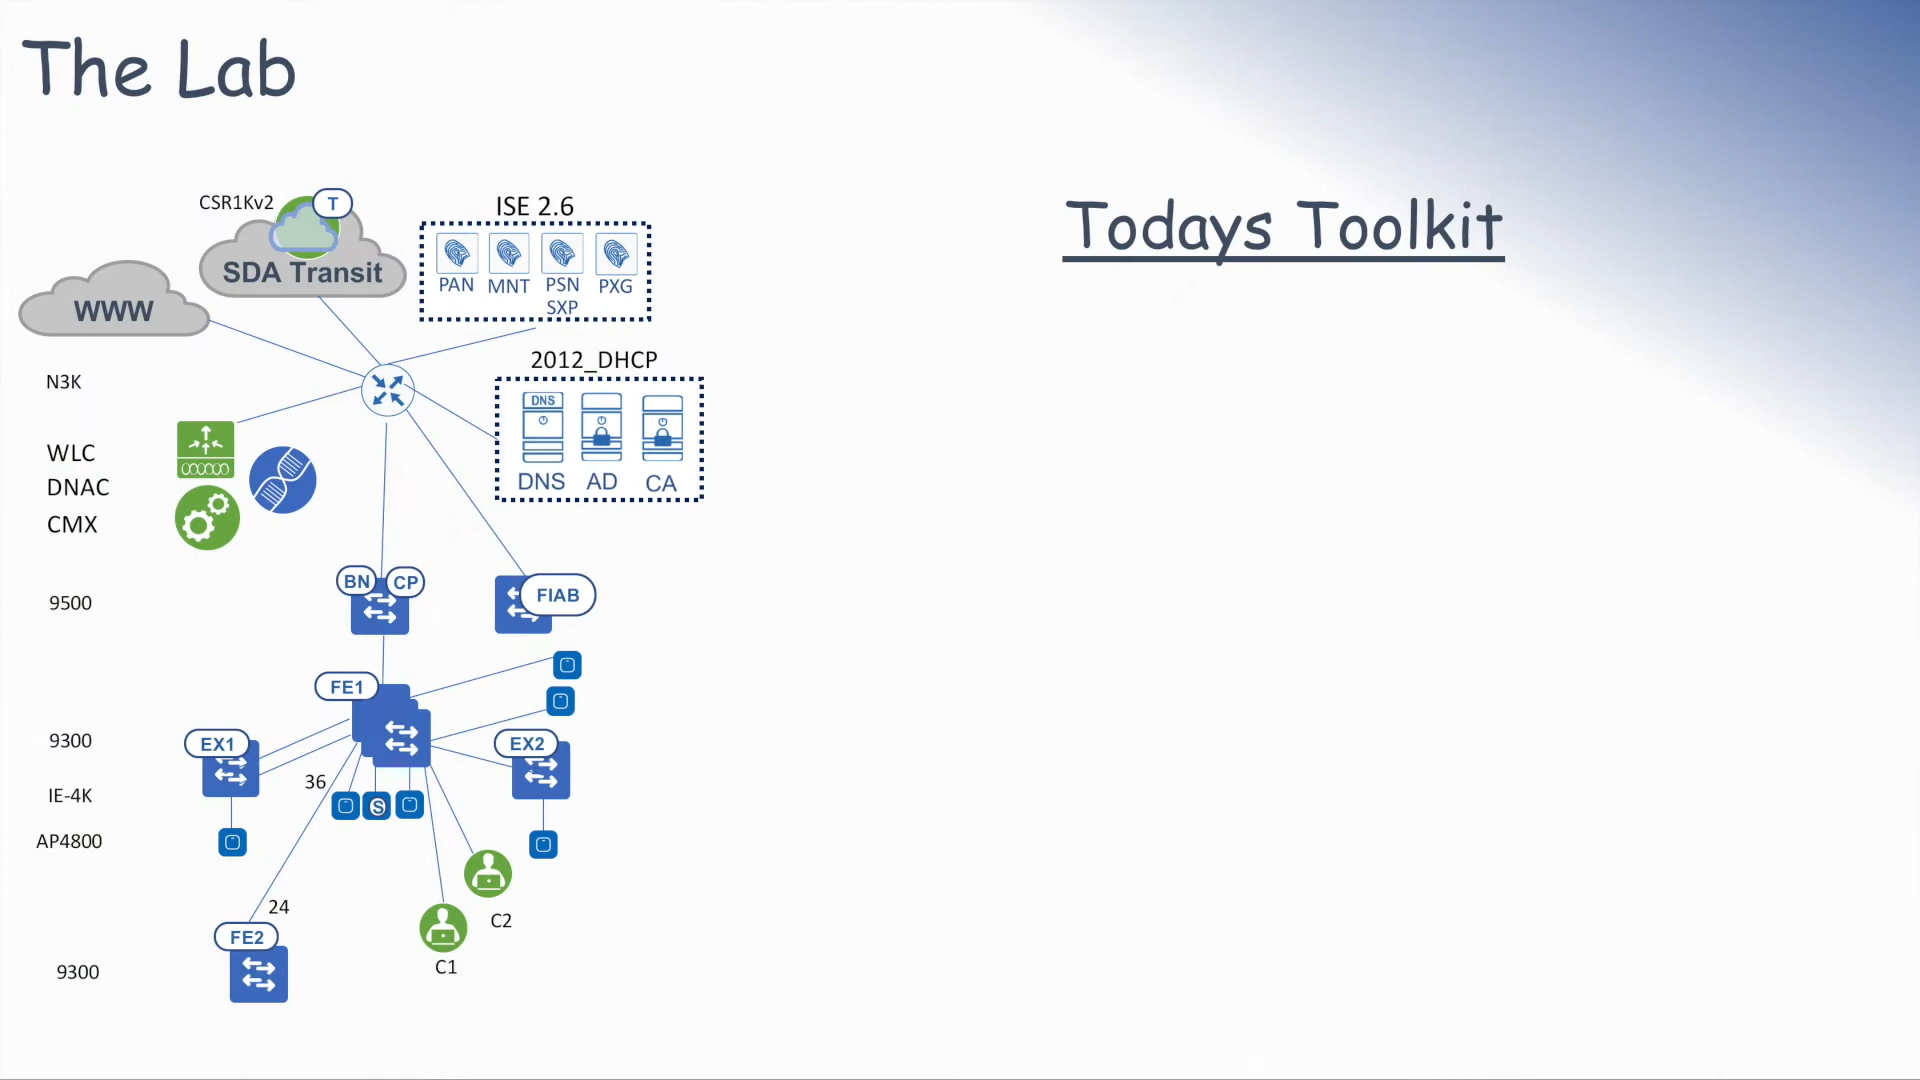 The Lab
Todays Toolkit
CSR1Kv2
T
SDA Transit
WWW
ISE 2.6
PAN MNT PSN PXG
SXP
2012_DHCP
DNS
DNS AD CA
N3K
WLC
DNAC
CMX
BN CP
FIAB
9500
FE1
9300
EX1
EX2
36
S
IE-4K
AP4800
24
C2
FE2
C1
9300